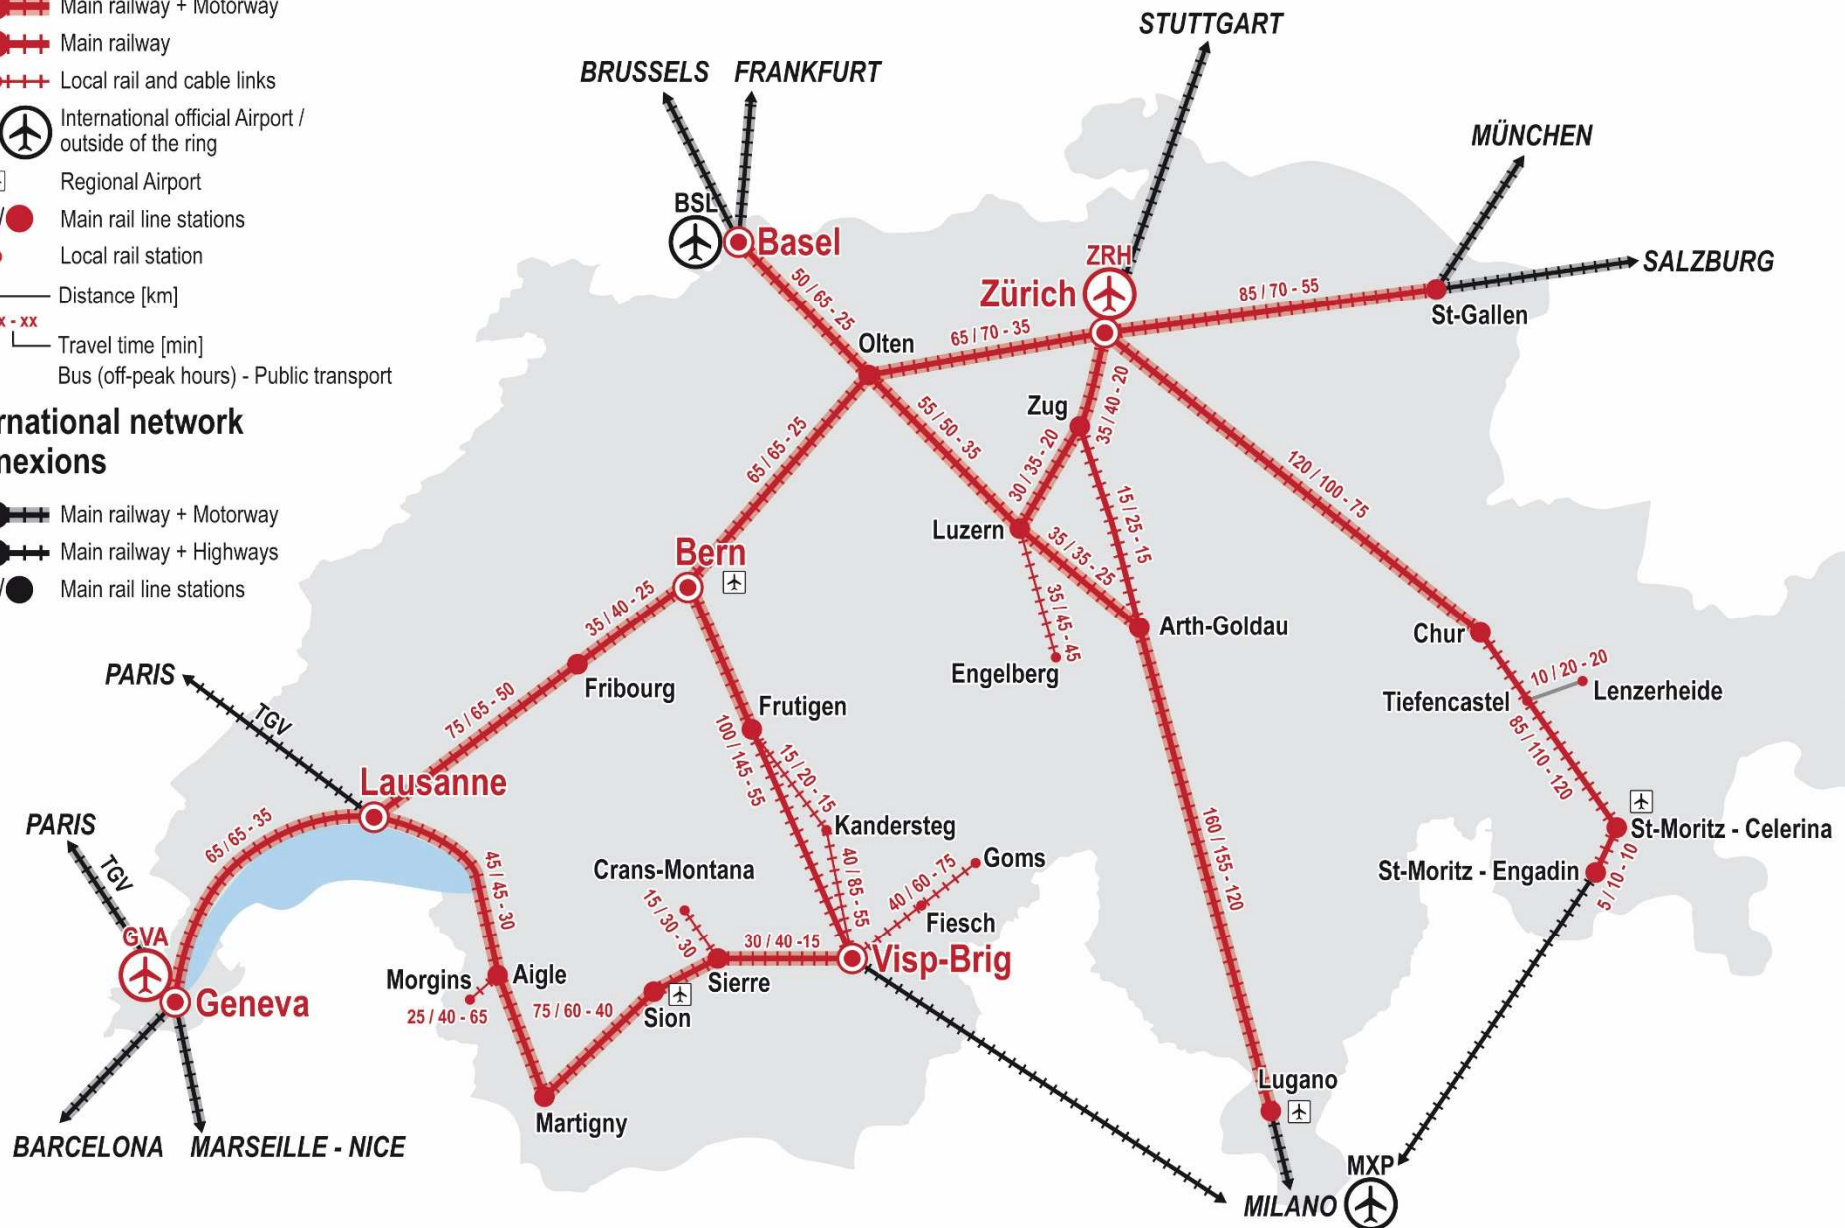 Main railway + Motorway
Main railway
Local rail and cable links
International official Airport /
outside of the ring
Regional Airport
Main rail line stations
Local rail station
Distance [km]
x - xx
Travel time [min]
Bus (off-peak hours) - Public transport
rnational network
nexions
Main railway + Motorway
Main railway + Highways
Main rail line stations
STUTTGART
BRUSSELS
FRANKFURT
MÜNCHEN
SALZBURG
BSL
Basel
ZRH
Zürich
St-Gallen
50 / 65 - 25
65 / 70 - 35
85 / 70 - 55
Olten
Zug
35 / 40 - 20
55 / 50 - 35
30 / 35 - 20
65 / 65 - 25
120 / 100 - 75
15 / 25 - 15
Luzern
35 / 35 - 25
35 / 45 - 45
Bern
35 / 40 - 25
Engelberg
Arth-Goldau
Chur
10 / 20 - 20
Lenzerheide
Tiefencastel
85 / 110 - 120
PARIS
TGV
Fribourg
75 / 65 - 50
Frutigen
100 / 145 - 55
15 / 20 - 15
Lausanne
PARIS
TGV
65 / 65 - 35
45 / 45 - 30
Kandersteg
40 / 85 - 55
Crans-Montana
15 / 30 - 30
Goms
40 / 60 - 75
Fiesch
160 / 155 - 120
St-Moritz - Celerina
St-Moritz - Engadin
5 / 10 - 10
GVA
Geneva
Morgins
Aigle
25 / 40 - 65
75 / 60 - 40
Sion
Sierre
30 / 40 -15
Visp-Brig
Martigny
Lugano
BARCELONA
MARSEILLE - NICE
MXP
MILANO